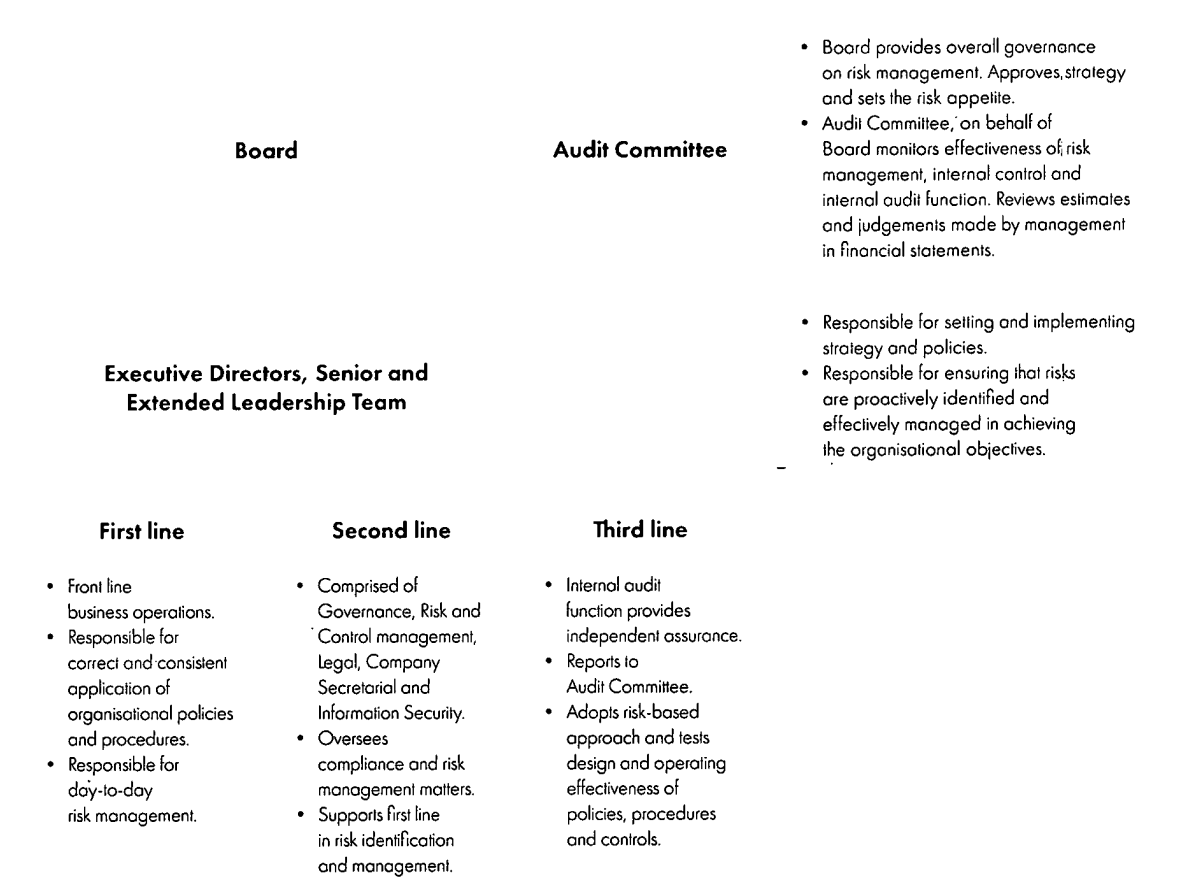 Board
Audit Committee
• Board provides overall governance
on risk management. Approves strategy
and sets the risk appetite.
• Audit Committee, on behalf of
Board monitors effectiveness of risk
management, internal control and
internal audit function. Reviews estimates
and judgements made by management
in financial statements.
Executive Directors, Senior and
Extended Leadership Team
• Responsible for setting and implementing
strategy and policies.
• Responsible for ensuring that risks
are proactively identified and
effectively managed in achieving
the organisational objectives.
First line
• Front line
business operations.
• Responsible for
correct and consistent
application of
organisational policies
and procedures.
• Responsible for
day-to-day
risk management.
Second line
• Comprised of
Governance, Risk and
Control management,
Legal, Company
Secretarial and
Information Security.
• Oversees
compliance and risk
management matters.
• Supports first line
in risk identification
and management.
Third line
• Internal audit
function provides
independent assurance.
• Reports to
Audit Committee.
• Adopts risk-based
approach and tests
design and operating
effectiveness of
policies, procedures
and controls.